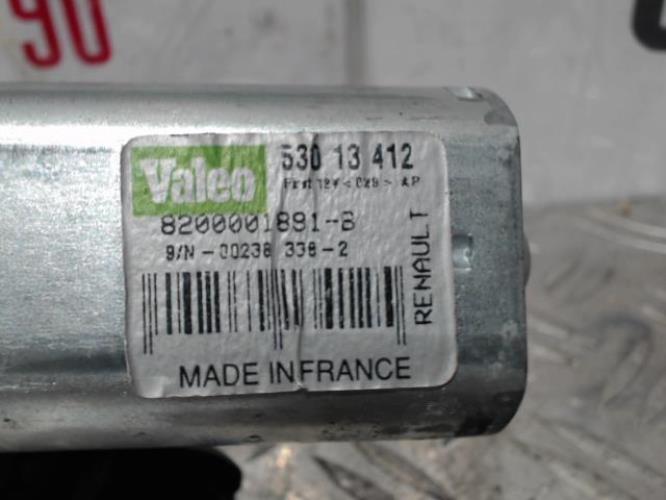 90
Valeo
530 13 412
8200001891-B
S/N-00238 338-2
RENAULT
MADE IN FRANCE